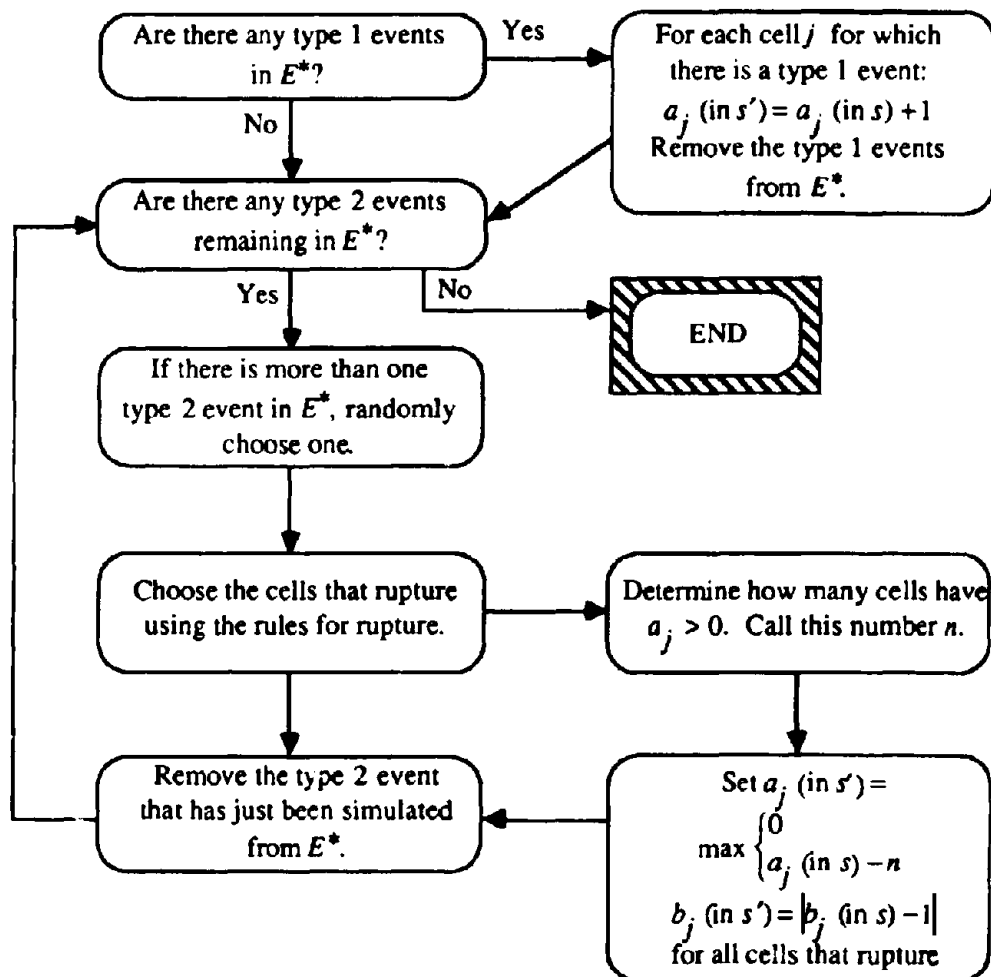 Are there any type 1 events
in E*?
Yes
For each cell j for which
there is a type 1 event:
a_j (in s') = a_j (in s) + 1
Remove the type 1 events
from E*.
No
Are there any type 2 events
remaining in E*?
Yes
No
END
If there is more than one
type 2 event in E*, randomly
choose one.
Choose the cells that rupture
using the rules for rupture.
Determine how many cells have
a_j > 0. Call this number n.
Remove the type 2 event
that has just been simulated
from E*.
Set a_j (in s') =
max { 0
a_j (in s) – n
b_j (in s') = |b_j (in s) – 1|
for all cells that rupture